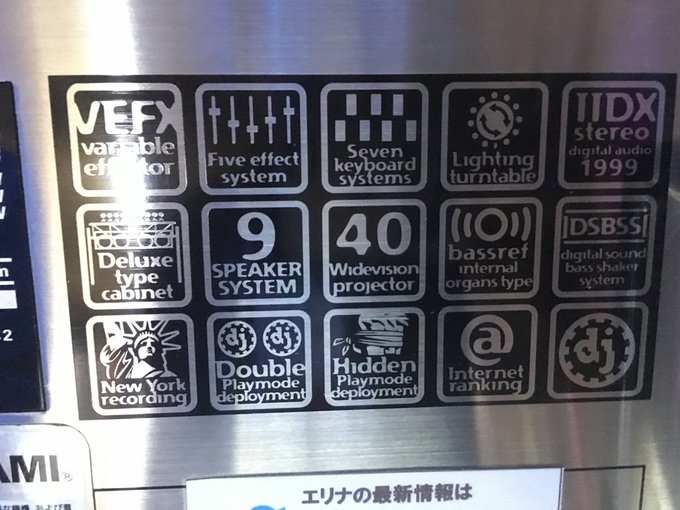 VEFX
variable
effector
Five effect
system
Seven
keyboard
systems
Lighting
turntable
IIDX
stereo
digital audio
1999
Deluxe
type
cabinet
9
SPEAKER
SYSTEM
40
Widevision
projector
((O))
bassref
internal
organs type
DSBSS
digital sound
bass shaker
system
New York
recording
dj dj
Double
Playmode
deployment
Hidden
Playmode
deployment
@
Internet
ranking
dj
AMI®
エリナの最新情報は